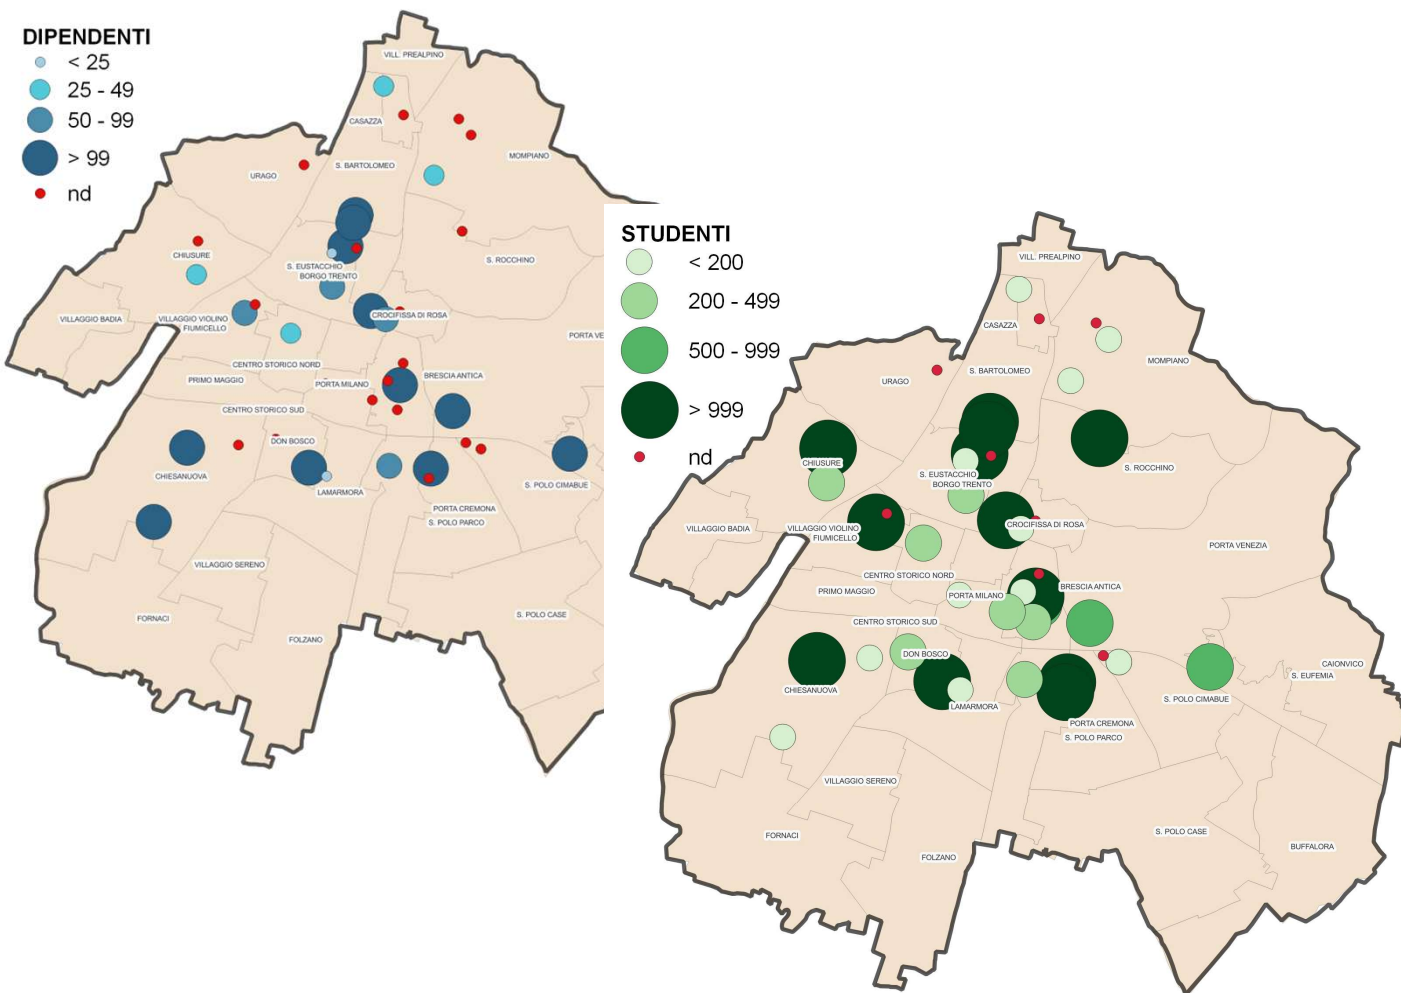 DIPENDENTI
< 25
25 - 49
50 - 99
> 99
nd
VILL. PREALPINO
CASAZZA
MOMPIANO
S. BARTOLOMEO
URAGO
CHIUSURE
S. ROCCHINO
S. EUSTACCHIO
BORGO TRENTO
VILLAGGIO BADIA
VILLAGGIO VIOLINO
FIUMICELLO
CROCIFISSA DI ROSA
PORTA VE
CENTRO STORICO NORD
PRIMO MAGGIO
PORTA MILANO
BRESCIA ANTICA
CENTRO STORICO SUD
DON BOSCO
CHIESANUOVA
LAMARMORA
S. POLO CIMABUE
PORTA CREMONA
S. POLO PARCO
VILLAGGIO SERENO
FORNACI
FOLZANO
S. POLO CASE
STUDENTI
< 200
200 - 499
500 - 999
> 999
nd
VILL. PREALPINO
CASAZZA
MOMPIANO
S. BARTOLOMEO
URAGO
CHIUSURE
S. ROCCHINO
S. EUSTACCHIO
BORGO TRENTO
VILLAGGIO BADIA
VILLAGGIO VIOLINO
FIUMICELLO
CROCIFISSA DI ROSA
PORTA VENEZIA
CENTRO STORICO NORD
PRIMO MAGGIO
PORTA MILANO
BRESCIA ANTICA
CENTRO STORICO SUD
DON BOSCO
CAIONVICO
S. EUFEMIA
CHIESANUOVA
LAMARMORA
S. POLO CIMABUE
PORTA CREMONA
S. POLO PARCO
VILLAGGIO SERENO
FORNACI
FOLZANO
S. POLO CASE
BUFFALORA